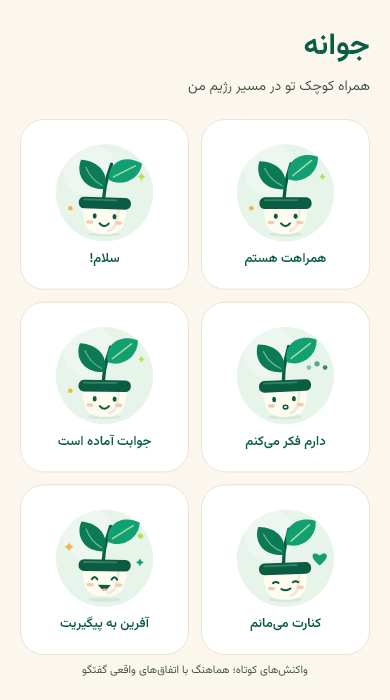 جوانه
همراه کوچک تو در مسیر رژیم من
همراهت هستم
سلام!
دارم فکر می‌کنم
جوابت آماده است
کنارت می‌مانم
آفرین به پیگیریت
واکنش‌های کوتاه؛ هماهنگ با اتفاق‌های واقعی گفتگو